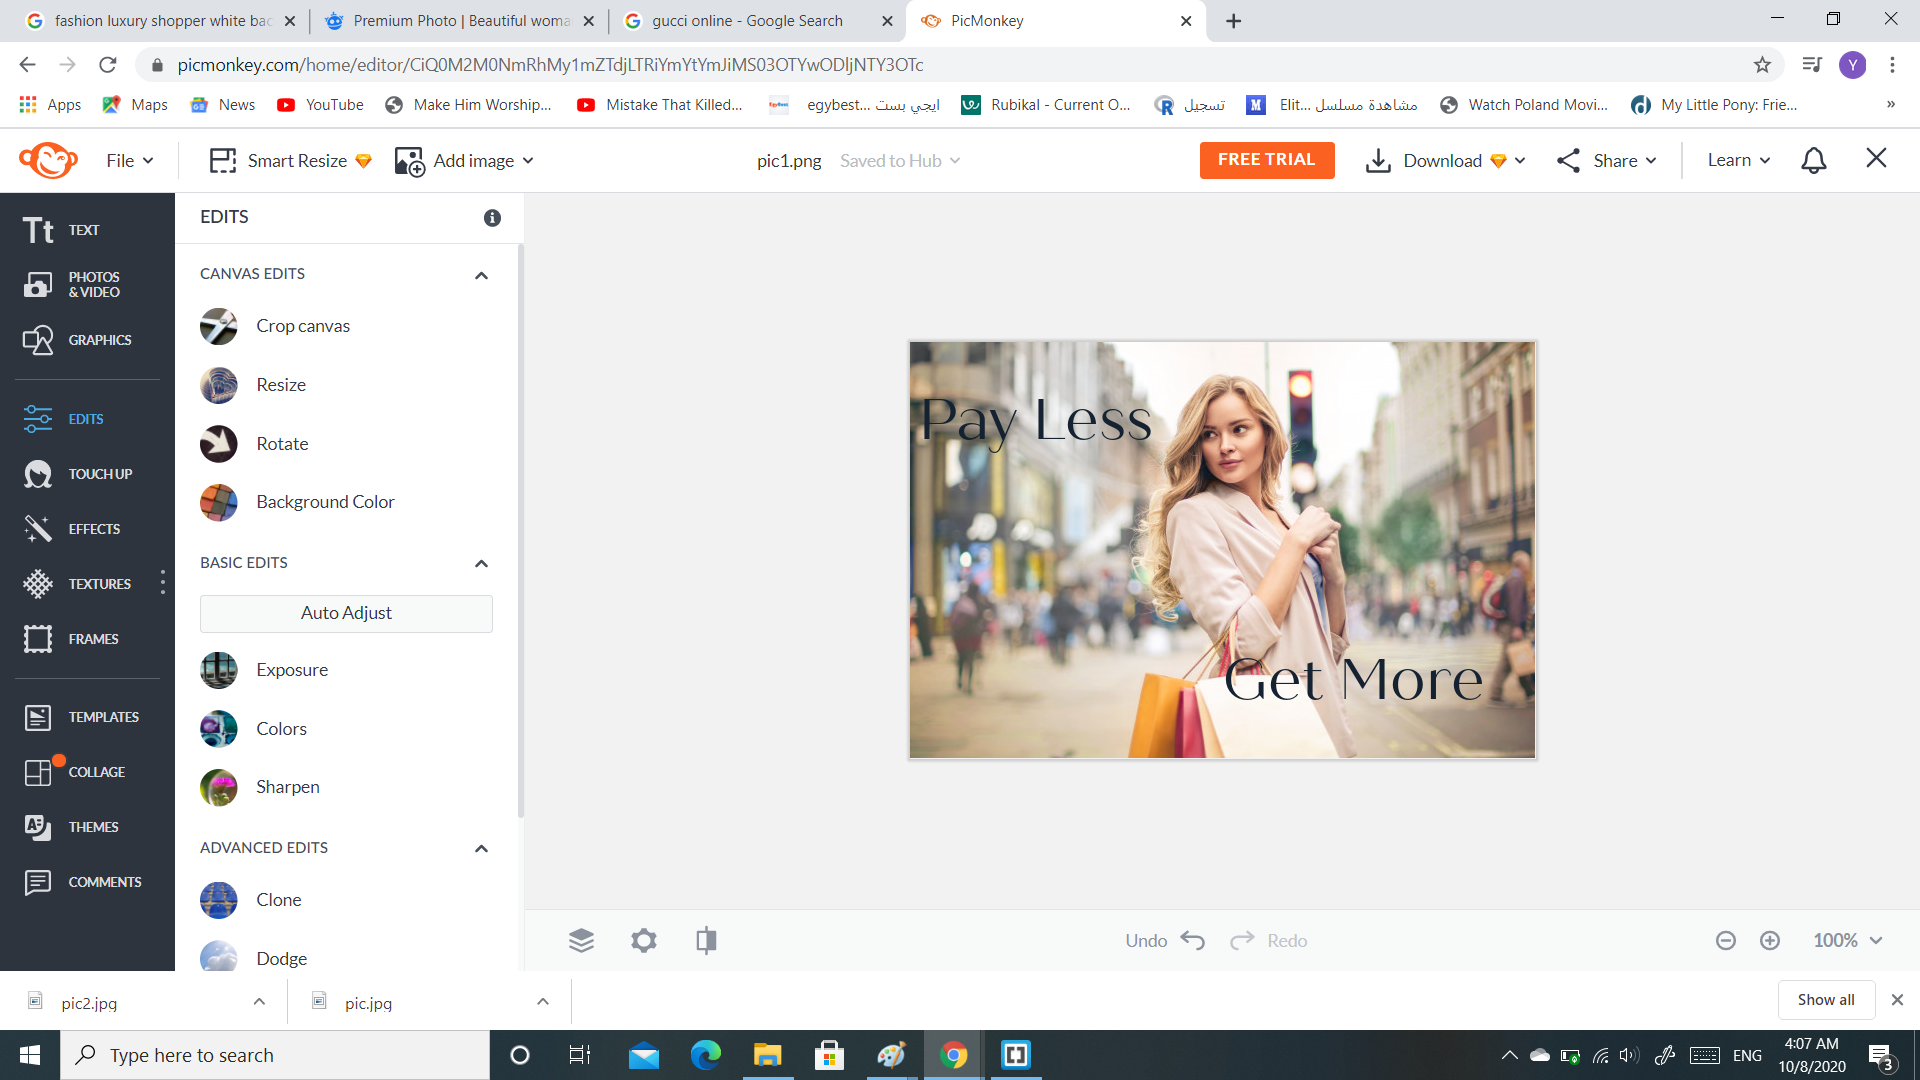 fashion luxury shopper white bac
Premium Photo | Beautiful woma
gucci online - Google Search
PicMonkey
picmonkey.com/home/editor/CiQ0M2M0NmRhMy1mZTdjLTRiYmYtYmJiMS03OTYwODljNTY3OTc
Y
Apps
Maps
News
YouTube
Make Him Worship...
Mistake That Killed...
egybest... ايجي بست
Rubikal - Current O...
تسجيل
Elit... مشاهدة مسلسل
Watch Poland Movi...
My Little Pony: Frie...
»
File
Smart Resize
Add image
pic1.png
Saved to Hub
FREE TRIAL
Download
Share
Learn
Tt TEXT
PHOTOS
& VIDEO
GRAPHICS
EDITS
TOUCH UP
EFFECTS
TEXTURES
FRAMES
TEMPLATES
COLLAGE
THEMES
COMMENTS
EDITS
CANVAS EDITS
Crop canvas
Resize
Rotate
Background Color
BASIC EDITS
Auto Adjust
Exposure
Colors
Sharpen
ADVANCED EDITS
Clone
Dodge
Pay Less
Get More
Undo
Redo
100%
pic2.jpg
pic.jpg
Show all
Type here to search
ENG
4:07 AM
10/8/2020
3